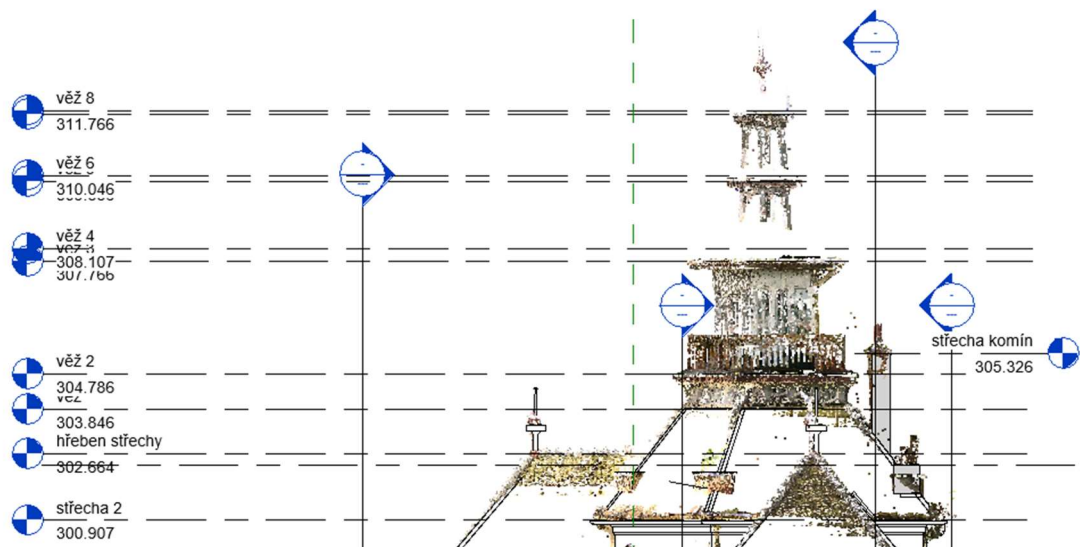 věž 8
311.766
věž 6
310.046
věž 4
308.107
307.766
střecha komín
305.326
věž 2
304.786
věž
303.846
hřeben střechy
302.664
střecha 2
300.907